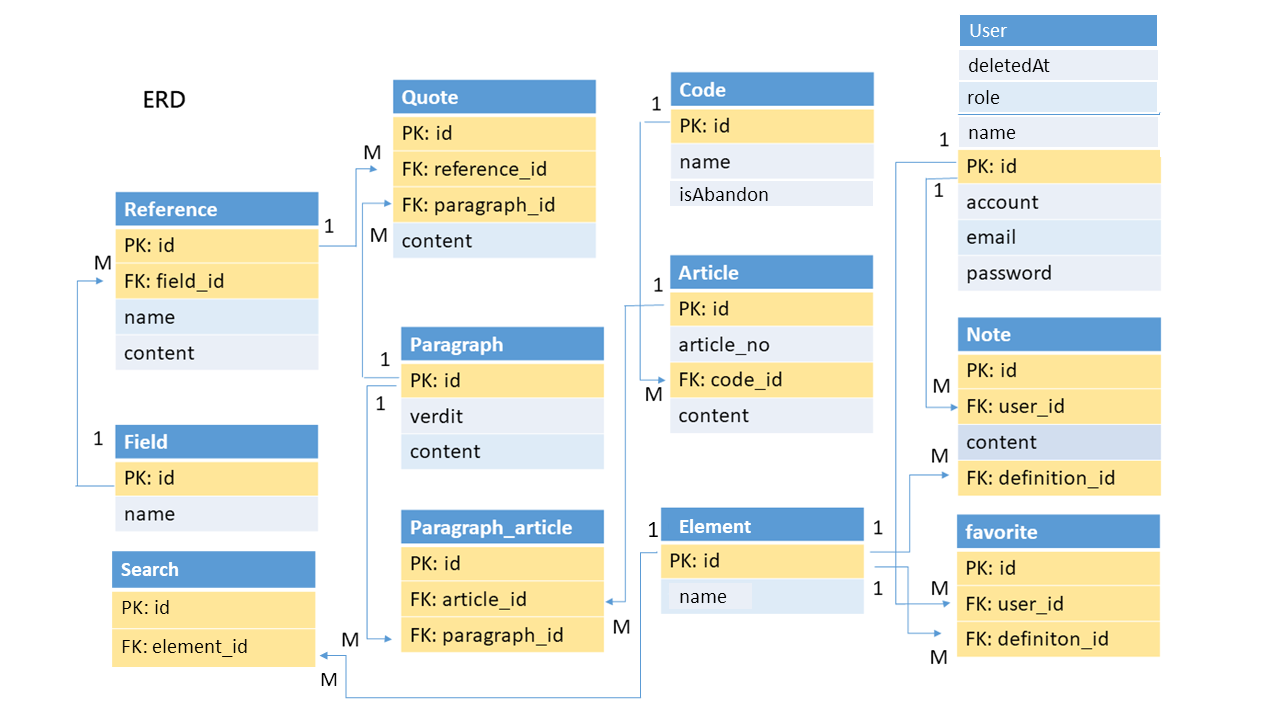 ERD
Quote
PK: id
FK: reference_id
FK: paragraph_id
content
M
M
Reference
PK: id
FK: field_id
name
content
1
M
Field
PK: id
name
1
Search
PK: id
FK: element_id
M
Paragraph
PK: id
verdit
content
1
1
Paragraph_article
PK: id
FK: article_id
FK: paragraph_id
M
M
Code
PK: id
name
isAbandon
1
Article
PK: id
article_no
FK: code_id
content
1
M
Element
PK: id
name
1
1
1
User
deletedAt
role
name
PK: id
account
email
password
1
1
Note
PK: id
FK: user_id
content
FK: definition_id
M
M
favorite
PK: id
FK: user_id
FK: definiton_id
M
M